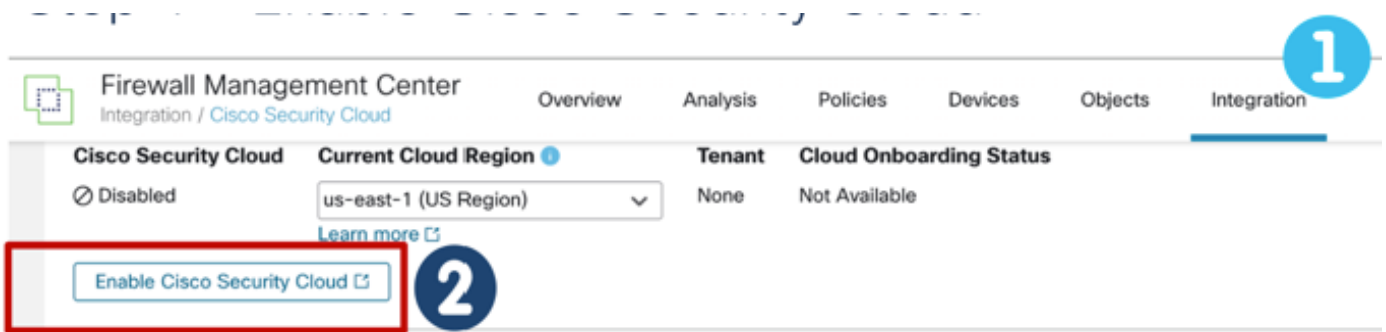 1
Firewall Management Center
Overview Analysis Policies Devices Objects Integration
Integration / Cisco Security Cloud
Cisco Security Cloud Current Cloud Region Tenant Cloud Onboarding Status
Disabled us-east-1 (US Region) None Not Available
Learn more
Enable Cisco Security Cloud
2